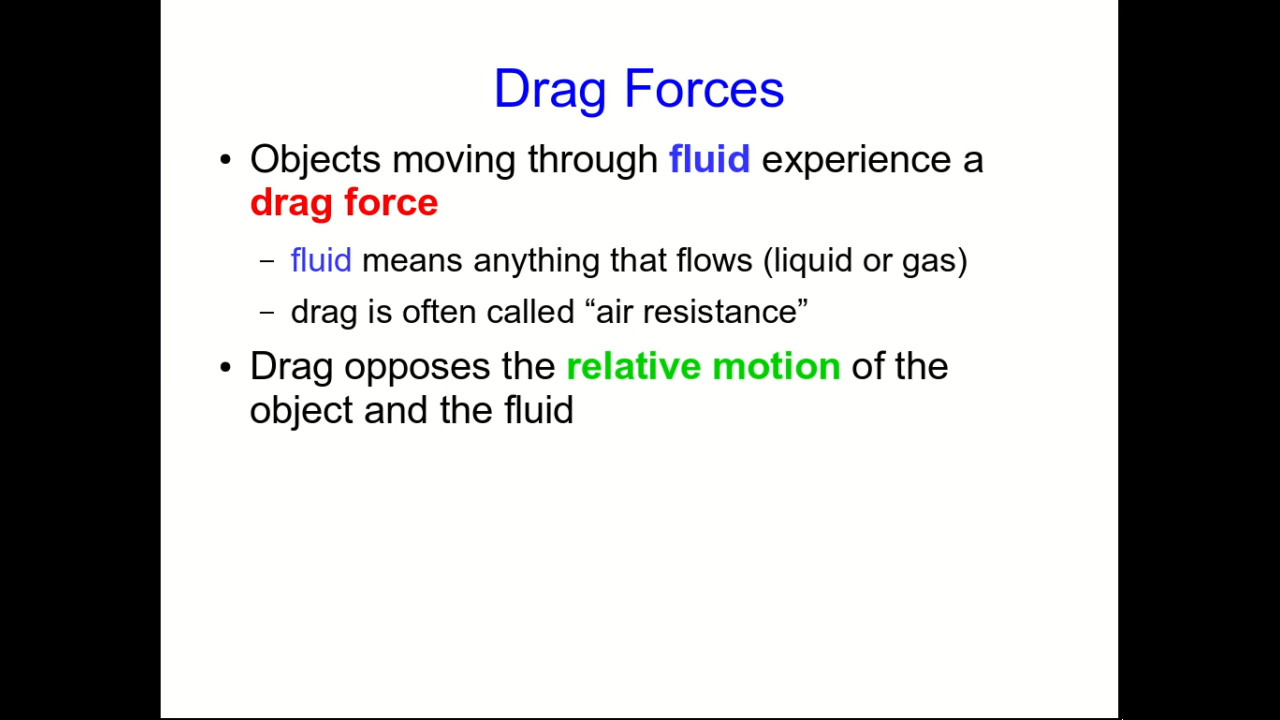 Drag Forces
• Objects moving through fluid experience a
drag force
– fluid means anything that flows (liquid or gas)
– drag is often called “air resistance”
• Drag opposes the relative motion of the
object and the fluid